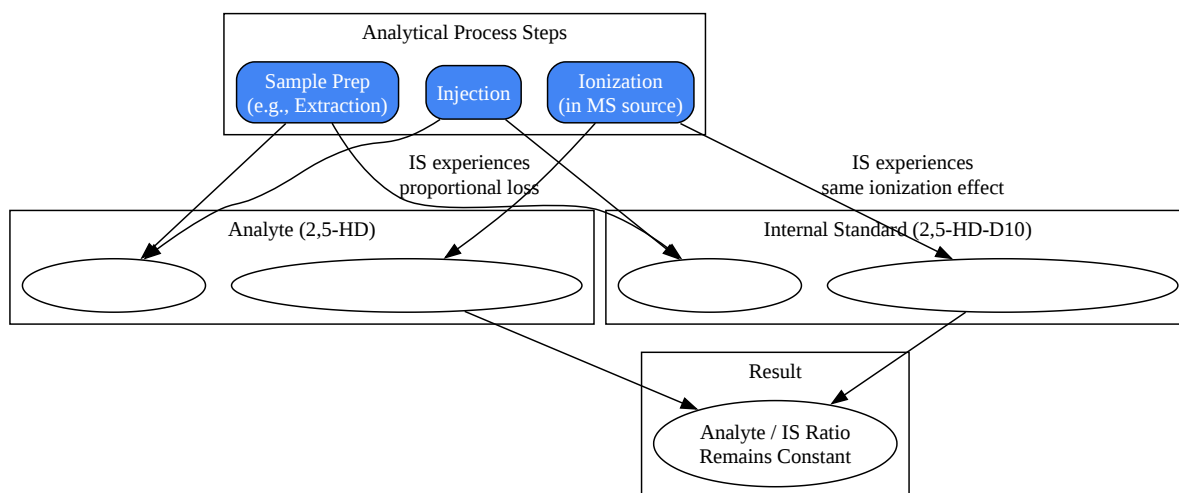 Analytical Process Steps
Sample Prep
(e.g., Extraction)
Injection
Ionization
(in MS source)
IS experiences
proportional loss
IS experiences
same ionization effect
Analyte (2,5-HD)
Internal Standard (2,5-HD-D10)
Result
Analyte / IS Ratio
Remains Constant